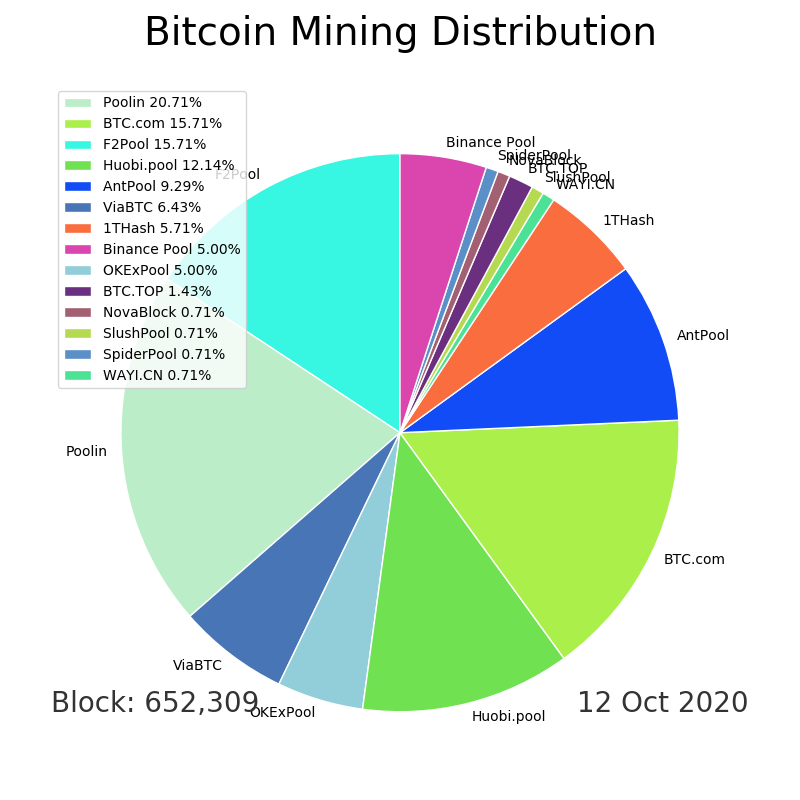 Bitcoin Mining Distribution
Poolin 20.71%
BTC.com 15.71%
F2Pool 15.71%
Huobi.pool 12.14%
AntPool 9.29%
ViaBTC 6.43%
1THash 5.71%
Binance Pool 5.00%
OKExPool 5.00%
BTC.TOP 1.43%
NovaBlock 0.71%
SlushPool 0.71%
SpiderPool 0.71%
WAYI.CN 0.71%
F2Pool
Binance Pool
SpiderPool
NovaBlock
BTC.TOP
SlushPool
WAYI.CN
1THash
AntPool
Poolin
BTC.com
ViaBTC
OKExPool
Huobi.pool
Block: 652,309
12 Oct 2020